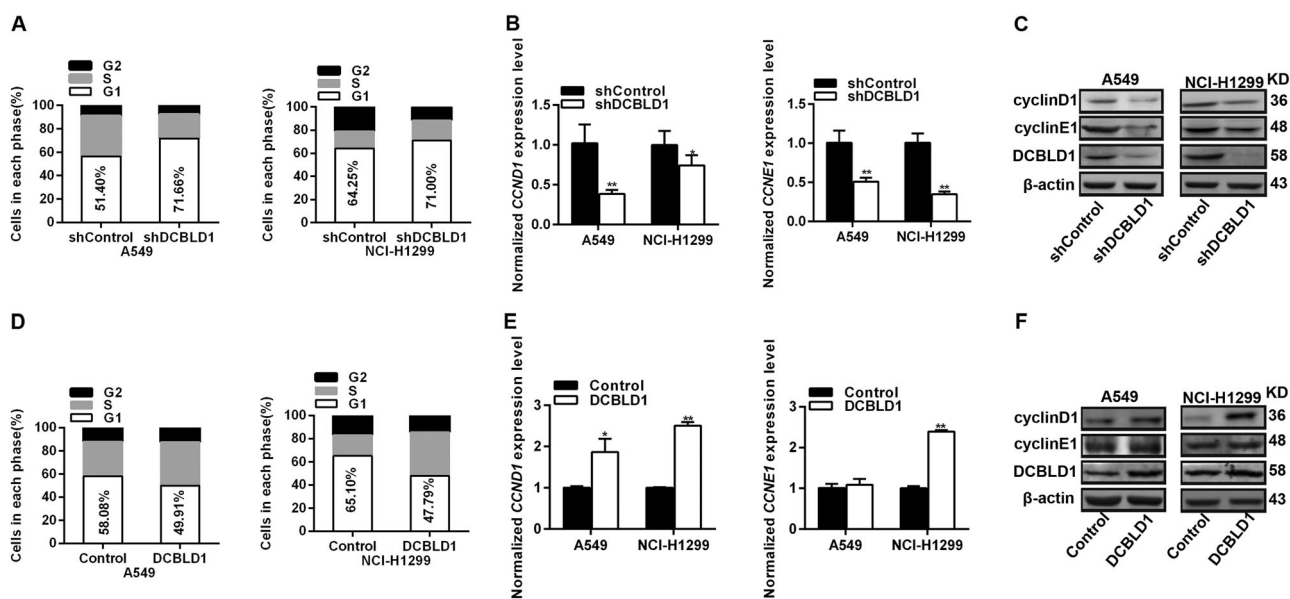 A
Cells in each phase(%)
G2
S
G1
100
80
60
40
20
0
51.40%
71.66%
shControl shDCBLD1
A549
Cells in each phase(%)
G2
S
G1
100
80
60
40
20
0
64.25%
71.00%
shControl shDCBLD1
NCI-H1299
B
Normalized CCND1 expression level
shControl
shDCBLD1
1.5
1.0
0.5
0.0
**
*
A549 NCI-H1299
Normalized CCNE1 expression level
shControl
shDCBLD1
1.5
1.0
0.5
0.0
**
**
A549 NCI-H1299
C
A549 NCI-H1299 KD
cyclinD1 36
cyclinE1 48
DCBLD1 58
β-actin 43
shControl shDCBLD1 shControl shDCBLD1
D
Cells in each phase(%)
G2
S
G1
100
80
60
40
20
0
58.08%
49.91%
Control DCBLD1
A549
Cells in each phase(%)
G2
S
G1
100
80
60
40
20
0
65.10%
47.79%
Control DCBLD1
NCI-H1299
E
Normalized CCND1 expression level
Control
DCBLD1
3
2
1
0
*
**
A549 NCI-H1299
Normalized CCNE1 expression level
Control
DCBLD1
3
2
1
0
**
A549 NCI-H1299
F
A549 NCI-H1299 KD
cyclinD1 36
cyclinE1 48
DCBLD1 58
β-actin 43
Control DCBLD1 Control DCBLD1